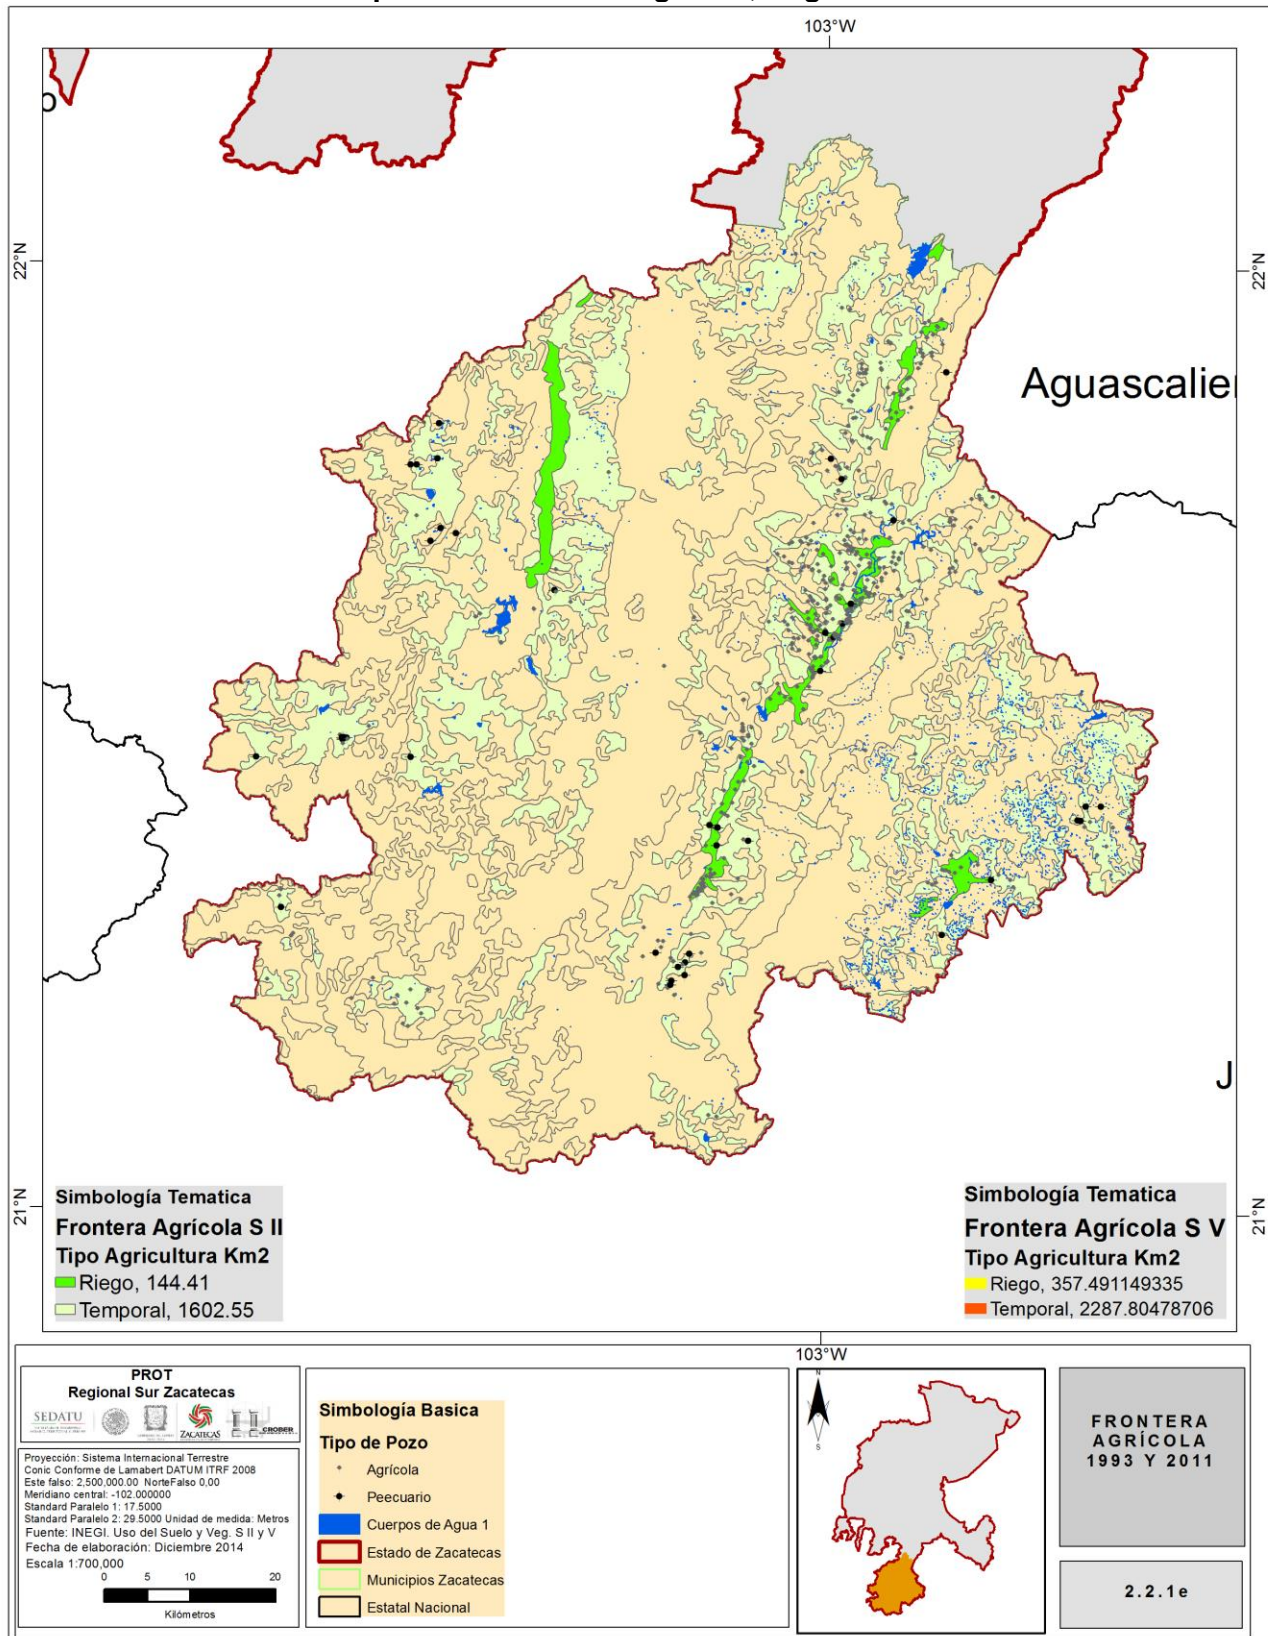 103°W
22°N
22°N
Aguascalie
J
21°N
21°N
Simbología Tematica
Frontera Agrícola S II
Tipo Agricultura Km2
Riego, 144.41
Temporal, 1602.55
Simbología Tematica
Frontera Agrícola S V
Tipo Agricultura Km2
Riego, 357.491149335
Temporal, 2287.80478706
103°W
PROT
Regional Sur Zacatecas
SEDATU
ZACATECAS
CROBER
Proyección: Sistema Internacional Terrestre
Conic Conforme de Lamabert DATUM ITRF 2008
Este falso: 2,500,000.00 NorteFalso 0,00
Meridiano central: -102.000000
Standard Paralelo 1: 17.5000
Standard Paralelo 2: 29.5000 Unidad de medida: Metros
Fuente: INEGI. Uso del Suelo y Veg. S II y V
Fecha de elaboración: Diciembre 2014
Escala 1:700,000
0 5 10 20
Kilómetros
Simbología Basica
Tipo de Pozo
Agrícola
Peecuario
Cuerpos de Agua 1
Estado de Zacatecas
Municipios Zacatecas
Estatal Nacional
N
S
FRONTERA
AGRÍCOLA
1993 Y 2011
2.2.1e